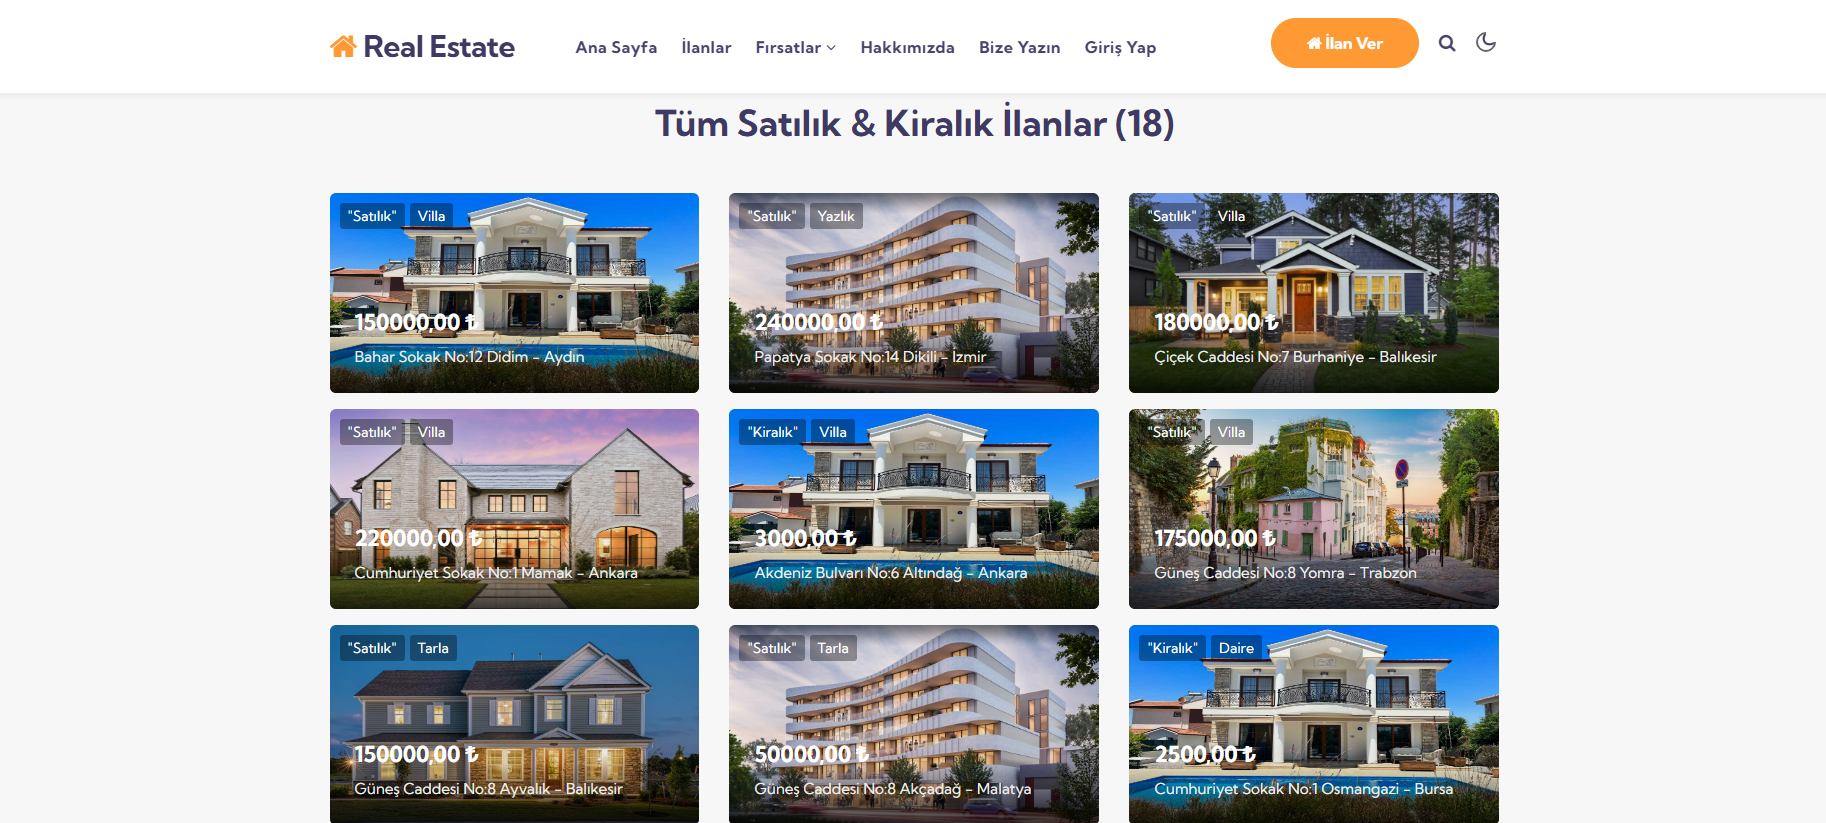 Real Estate
Ana Sayfa İlanlar Fırsatlar Hakkımızda Bize Yazın Giriş Yap
İlan Ver
Tüm Satılık & Kiralık İlanlar (18)
"Satılık" Villa
150000,00 ₺
Bahar Sokak No:12 Didim - Aydın
"Satılık" Yazlık
240000,00 ₺
Papatya Sokak No:14 Dikili - İzmir
"Satılık" Villa
180000,00 ₺
Çiçek Caddesi No:7 Burhaniye - Balıkesir
"Satılık" Villa
220000,00 ₺
Cumhuriyet Sokak No:1 Mamak - Ankara
"Kiralık" Villa
3000,00 ₺
Akdeniz Bulvarı No:6 Altındağ - Ankara
"Satılık" Villa
175000,00 ₺
Güneş Caddesi No:8 Yomra - Trabzon
"Satılık" Tarla
150000,00 ₺
Güneş Caddesi No:8 Ayvalık - Balıkesir
"Satılık" Tarla
50000,00 ₺
Güneş Caddesi No:8 Akçadağ - Malatya
"Kiralık" Daire
2500,00 ₺
Cumhuriyet Sokak No:1 Osmangazi - Bursa